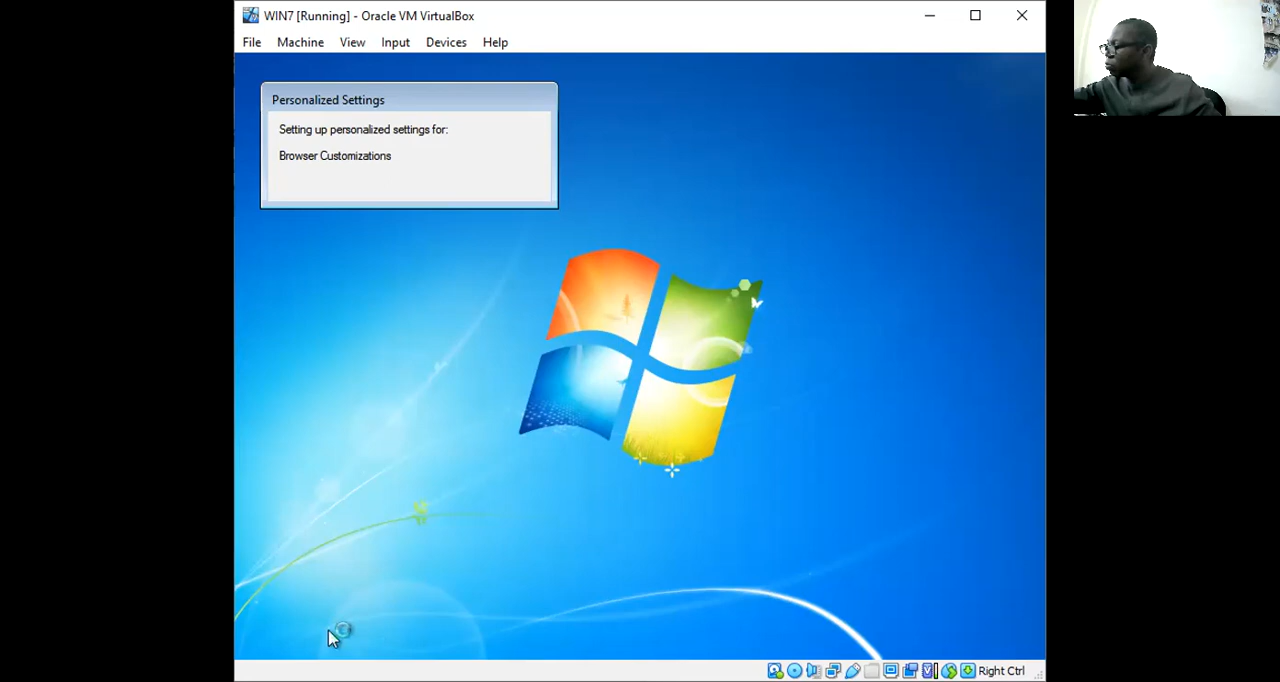 WIN7 [Running] - Oracle VM VirtualBox
File Machine View Input Devices Help
Personalized Settings
Setting up personalized settings for:
Browser Customizations
Right Ctrl